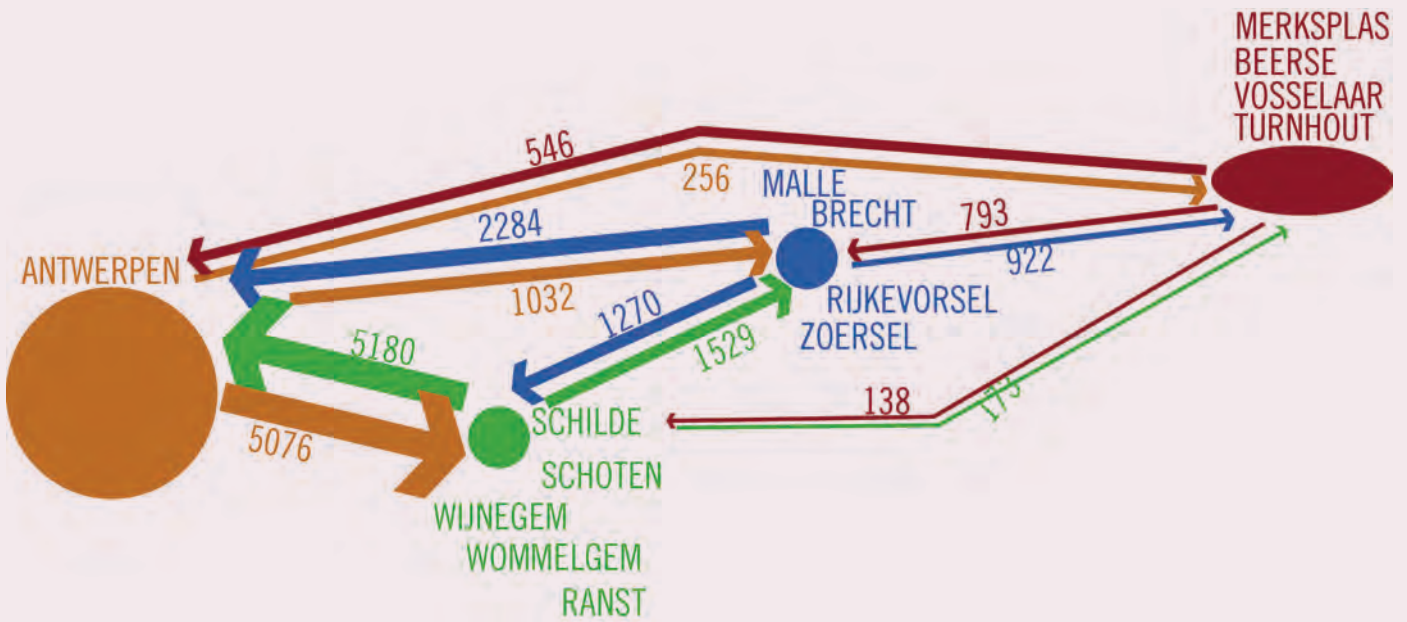 MERKSPLAS
BEERSE
VOSSELAAR
TURNHOUT
546
256
MALLE
BRECHT
793
2284
922
ANTWERPEN
1032
RIJKEVORSEL
1270
ZOERSEL
5180
1529
138
173
SCHILDE
5076
SCHOTEN
WIJNEGEM
WOMMELGEM
RANST